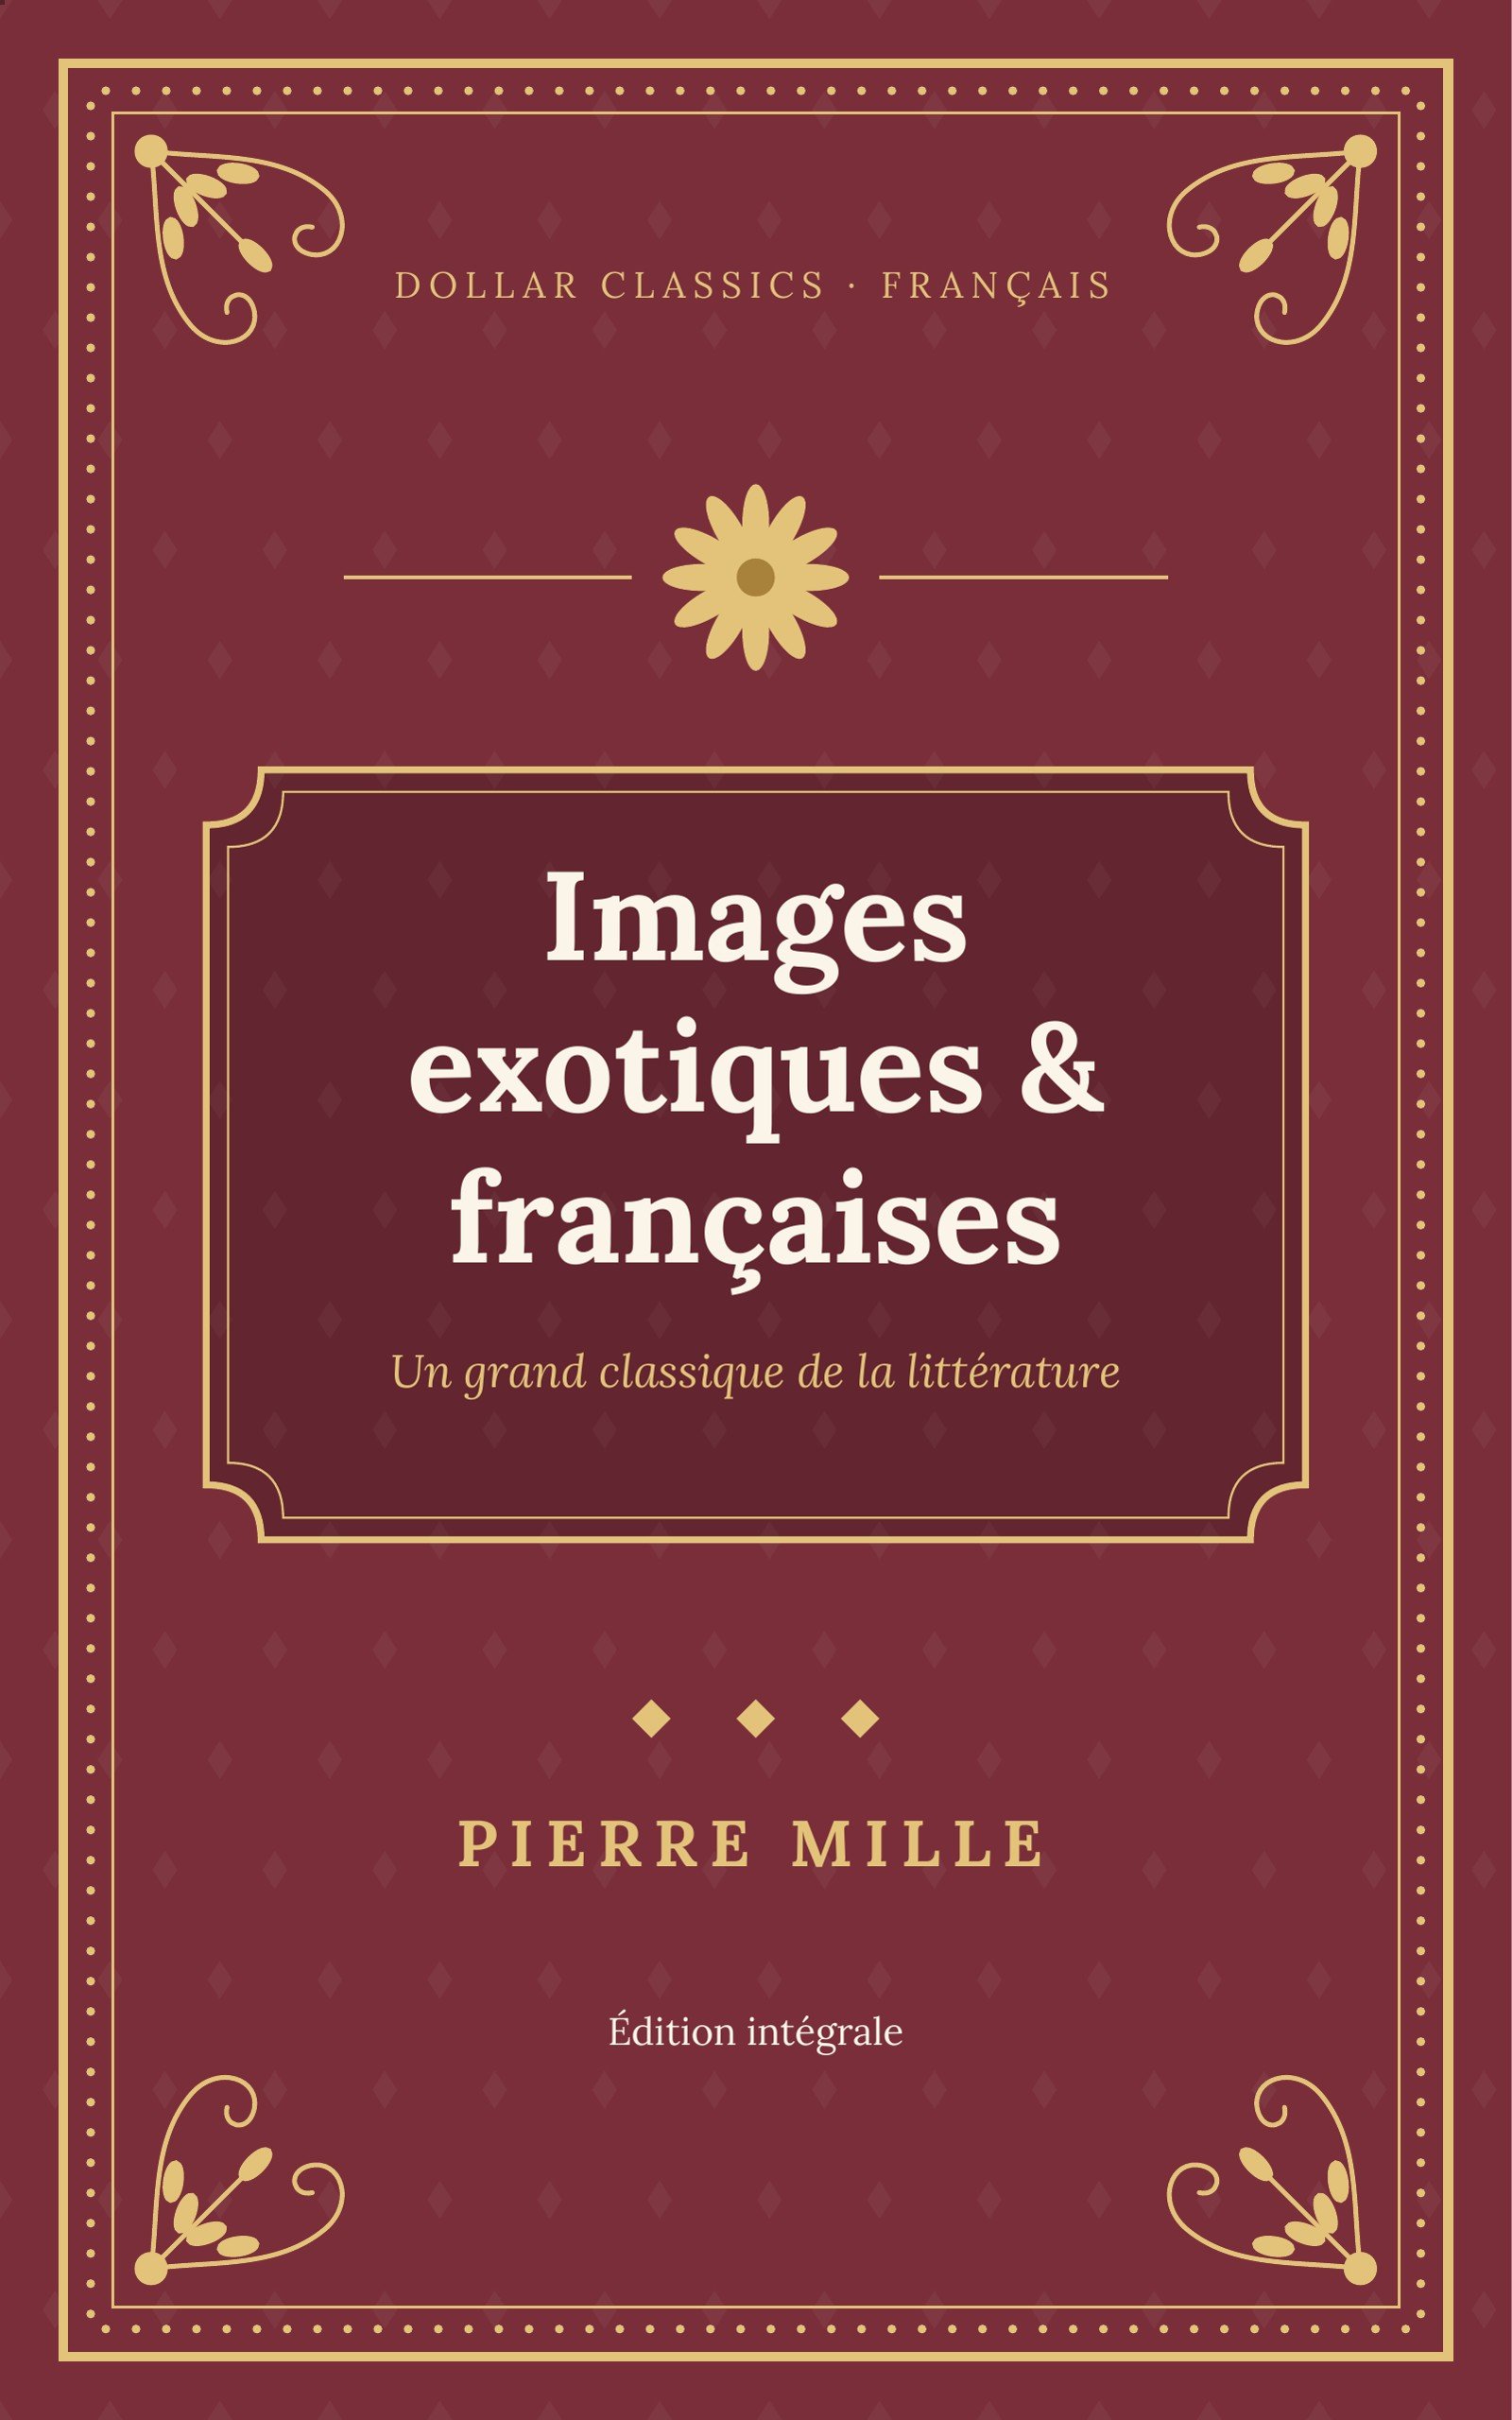 DOLLAR CLASSICS · FRANÇAIS
Images
exotiques &
françaises
Un grand classique de la littérature
PIERRE MILLE
Édition intégrale